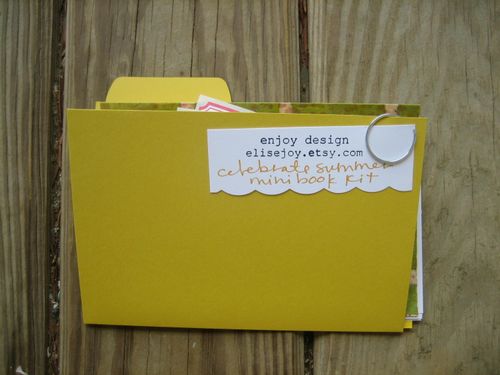 enjoy design
elisejoy.etsy.com
celebrate summer
mini book kit